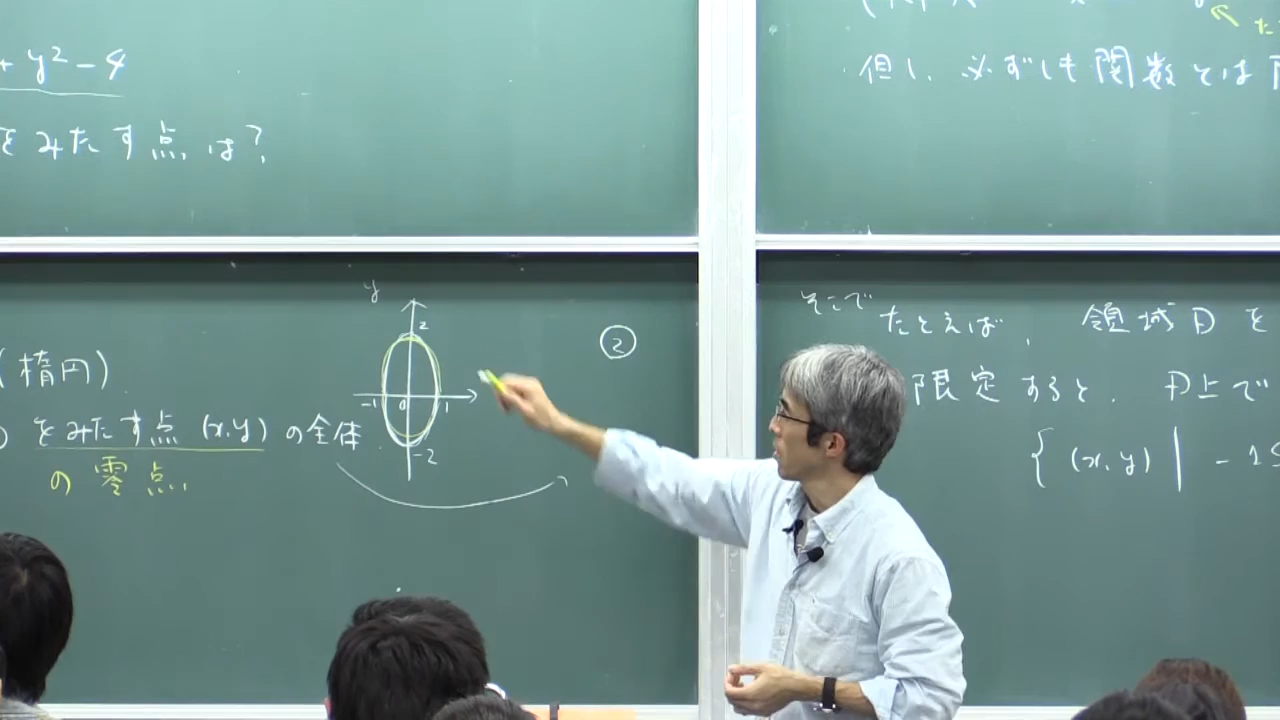 + y² - 4
をみたす点は?
(楕円)
をみたす点 (x, y) の全体
の零点
y
2
-1 0 1
-2
②
但し、必ずしも関数とは
そこで
たとえば、領域Dを
限定すると、D上で
{ (x, y) | -1≤